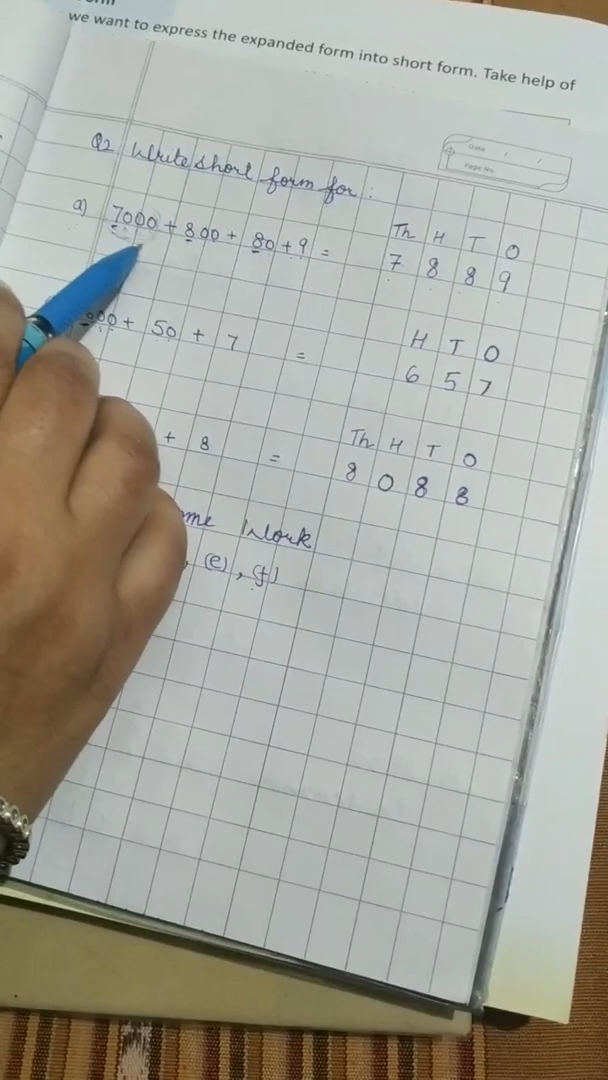 we want to express the expanded form into short form. Take help of
Date / /
Page No.
Q2 Write short form for :
a) 7000 + 800 + 80 + 9 =
Th H T O
7 8 8 9
00 + 50 + 7 =
H T O
6 5 7
+ 8 =
Th H T O
8 0 8 8
me Work
, (e), (f)